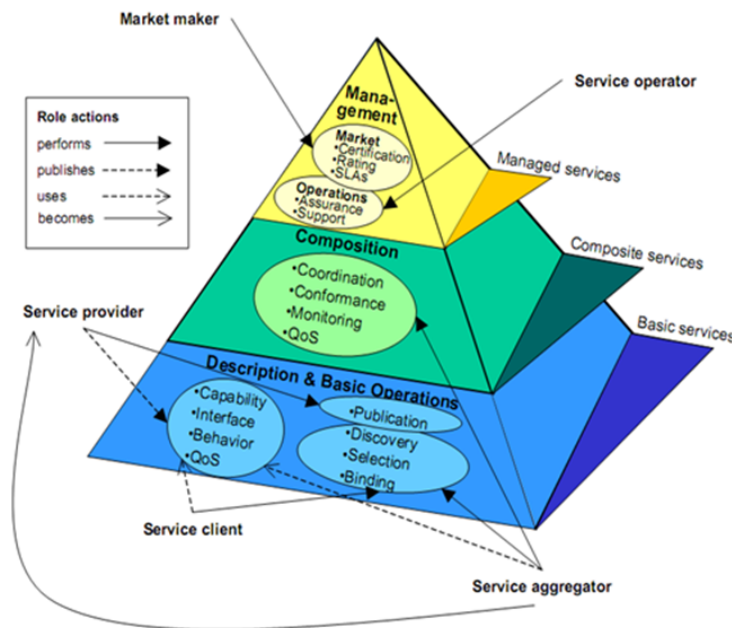 Market maker
Service operator
Role actions
performs
publishes
uses
becomes
Mana-
gement
Market
•Certification
•Rating
•SLAs
Operations
•Assurance
•Support
Managed services
Composition
•Coordination
•Conformance
•Monitoring
•QoS
Composite services
Service provider
Basic services
Description & Basic Operations
•Capability
•Interface
•Behavior
•QoS
•Publication
•Discovery
•Selection
•Binding
Service client
Service aggregator